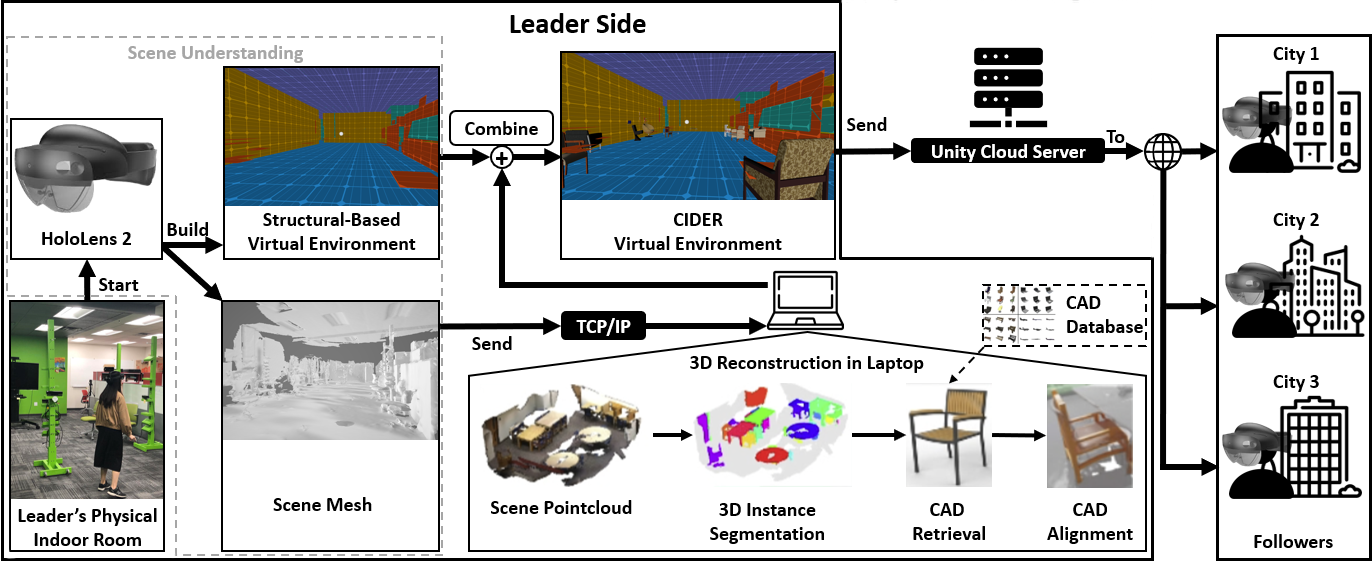 Leader Side
Scene Understanding
HoloLens 2
Build
Structural-Based
Virtual Environment
Combine
CIDER
Virtual Environment
Send
Unity Cloud Server
To
Start
Leader's Physical
Indoor Room
Scene Mesh
Send
TCP/IP
CAD
Database
3D Reconstruction in Laptop
Scene Pointcloud
3D Instance
Segmentation
CAD
Retrieval
CAD
Alignment
City 1
City 2
City 3
Followers